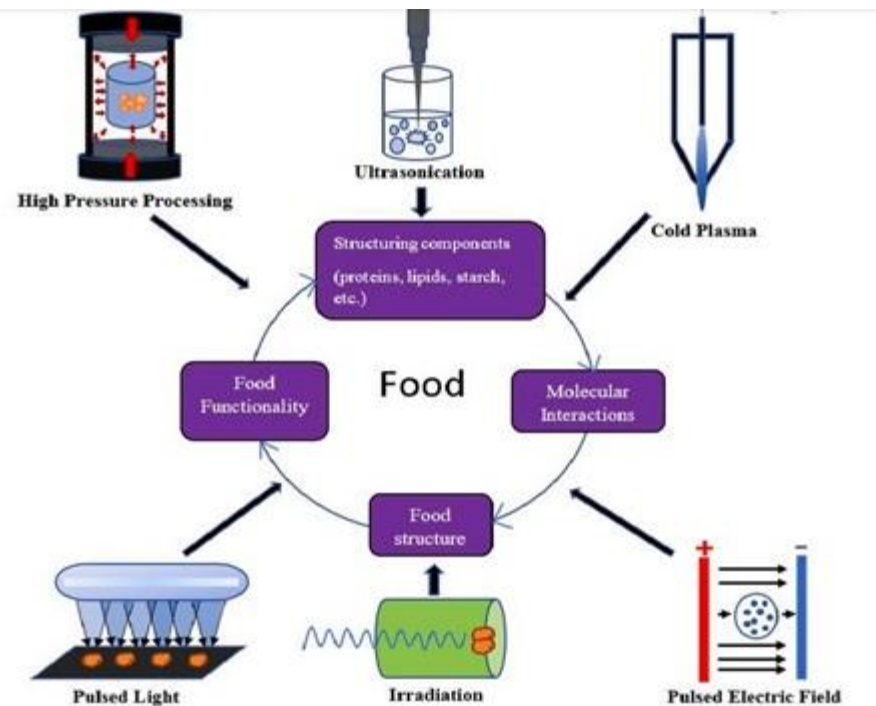 High Pressure Processing
Ultrasonication
Cold Plasma
Structuring components
(proteins, lipids, starch,
etc.)
Food
Functionality
Food
Molecular
Interactions
Food
structure
+
−
Pulsed Light
Irradiation
Pulsed Electric Field